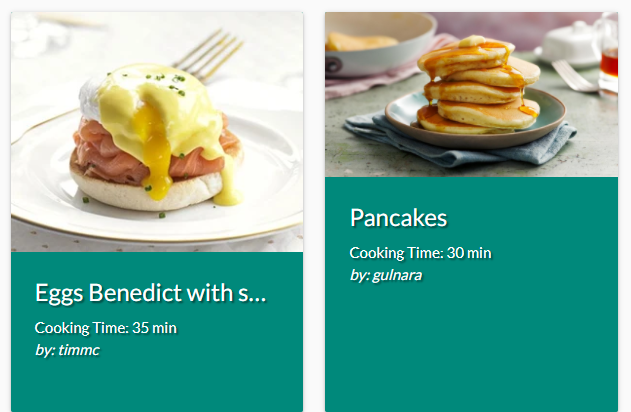 Eggs Benedict with s...
Cooking Time: 35 min
by: timmc
Pancakes
Cooking Time: 30 min
by: gulnara